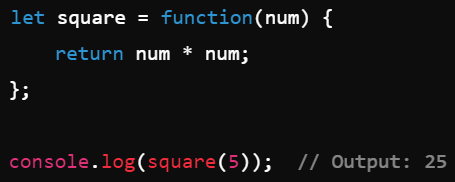 let square = function(num) {
    return num * num;
};

console.log(square(5));  // Output: 25